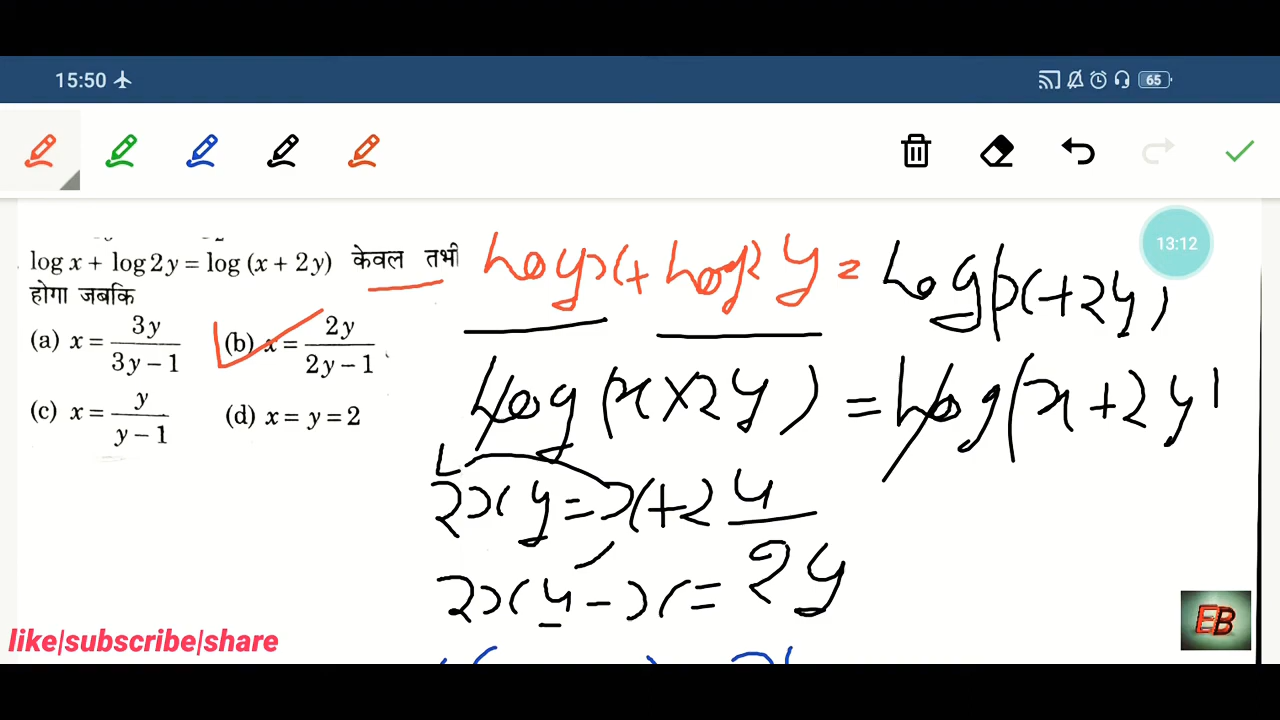 15:50
65
13:12
log x + log 2y = log (x + 2y) केवल तभी
होगा जबकि
(a) x = 3y / 3y − 1
(b) x = 2y / 2y − 1
(c) x = y / y − 1
(d) x = y = 2
logx + log2y = log(x+2y)
log(x×2y) = log(x+2y)
2xy = x+2y
2xy − x = 2y
like|subscribe|share
EB